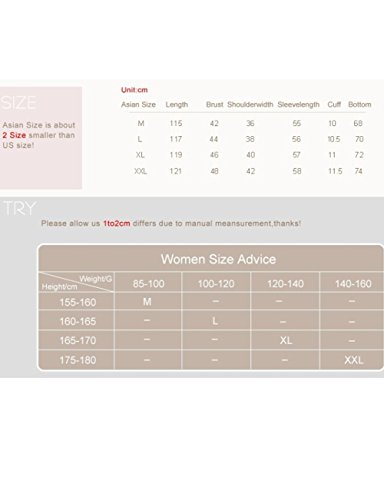 Unit:cm
SIZE
Asian Size Length Brust Shoulderwidth Sleevelength Cuff Bottom
Asian Size is about
2 Size smaller than
US size!
M 115 42 36 55 10 68
L 117 44 38 56 10.5 70
XL 119 46 40 57 11 72
XXL 121 48 42 58 11.5 74
TRY
Please allow us 1to2cm differs due to manual meansurement,thanks!
Women Size Advice
Weight/G
Height/cm
85-100 100-120 120-140 140-160
155-160 M – – –
160-165 – L – –
165-170 – – XL –
175-180 – – – XXL